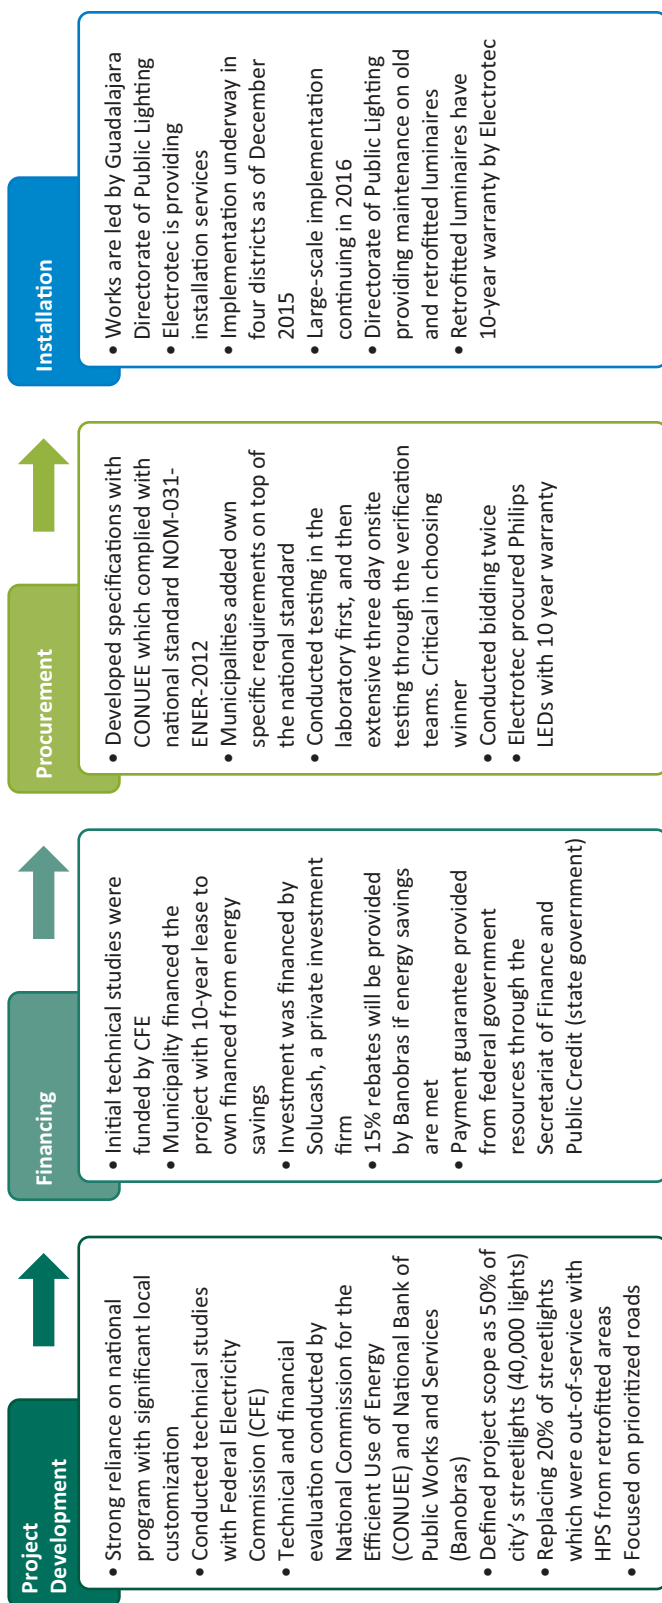 Project
Development
• Strong reliance on national
program with significant local
customization
• Conducted technical studies
with Federal Electricity
Commission (CFE)
• Technical and financial
evaluation conducted by
National Commission for the
Efficient Use of Energy
(CONUEE) and National Bank of
Public Works and Services
(Banobras)
• Defined project scope as 50% of
city's streetlights (40,000 lights)
• Replacing 20% of streetlights
which were out-of-service with
HPS from retrofitted areas
• Focused on prioritized roads
Financing
• Initial technical studies were
funded by CFE
• Municipality financed the
project with 10-year lease to
own financed from energy
savings
• Investment was financed by
Solucash, a private investment
firm
• 15% rebates will be provided
by Banobras if energy savings
are met
• Payment guarantee provided
from federal government
resources through the
Secretariat of Finance and
Public Credit (state government)
Procurement
• Developed specifications with
CONUEE which complied with
national standard NOM-031-
ENER-2012
• Municipalities added own
specific requirements on top of
the national standard
• Conducted testing in the
laboratory first, and then
extensive three day onsite
testing through the verification
teams. Critical in choosing
winner
• Conducted bidding twice
• Electrotec procured Philips
LEDs with 10 year warranty
Installation
• Works are led by Guadalajara
Directorate of Public Lighting
• Electrotec is providing
installation services
• Implementation underway in
four districts as of December
2015
• Large-scale implementation
continuing in 2016
• Directorate of Public Lighting
providing maintenance on old
and retrofitted luminaires
• Retrofitted luminaires have
10-year warranty by Electrotec